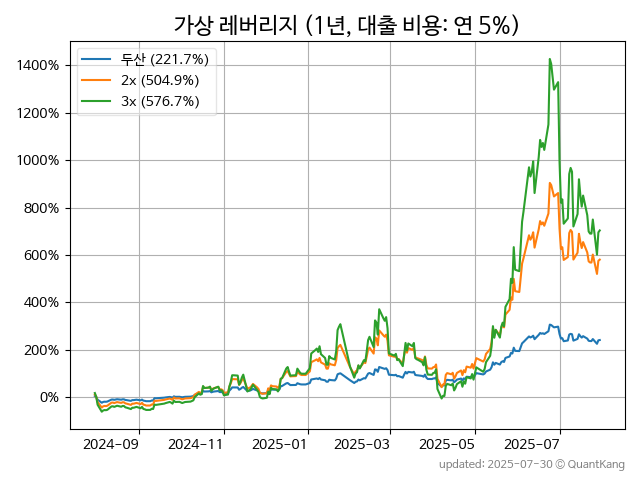 가상 레버리지 (1년, 대출 비용: 연 5%)
두산 (221.7%)
2x (504.9%)
3x (576.7%)
1400%
1200%
1000%
800%
600%
400%
200%
0%
2024-09 2024-11 2025-01 2025-03 2025-05 2025-07
updated: 2025-07-30 © QuantKang